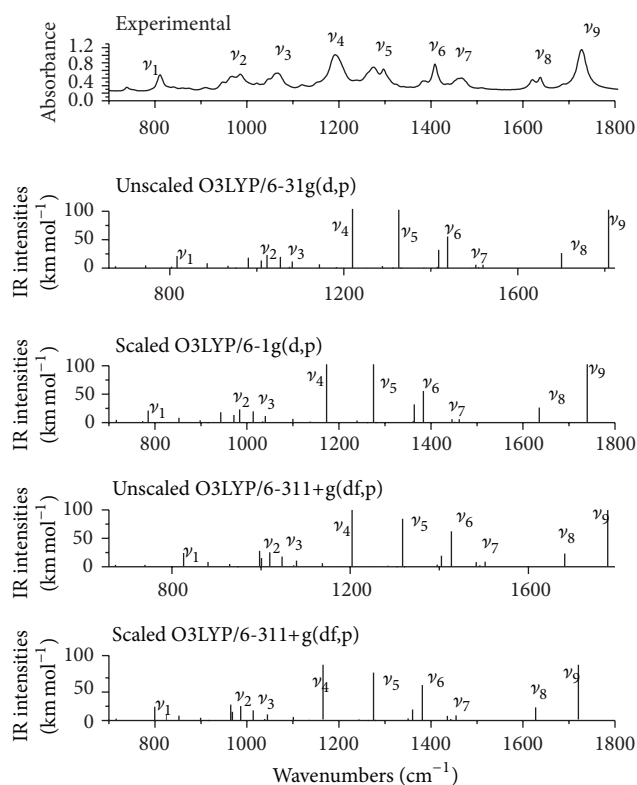 Experimental
Absorbance
1.2
0.8
0.4
0.0
ν1 ν2 ν3 ν4 ν5 ν6 ν7 ν8 ν9
800 1000 1200 1400 1600 1800
Unscaled O3LYP/6-31g(d,p)
IR intensities
(km mol−1)
100
50
0
ν1 ν2 ν3 ν4 ν5 ν6 ν7 ν8 ν9
800 1200 1600
Scaled O3LYP/6-1g(d,p)
IR intensities
(km mol−1)
100
50
0
ν1 ν2 ν3 ν4 ν5 ν6 ν7 ν8 ν9
800 1000 1200 1400 1600 1800
Unscaled O3LYP/6-311+g(df,p)
IR intensities
(km mol−1)
100
50
0
ν1 ν2 ν3 ν4 ν5 ν6 ν7 ν8 ν9
800 1200 1600
Scaled O3LYP/6-311+g(df,p)
IR intensities
(km mol−1)
100
50
0
ν1 ν2 ν3 ν4 ν5 ν6 ν7 ν8 ν9
800 1000 1200 1400 1600 1800
Wavenumbers (cm−1)